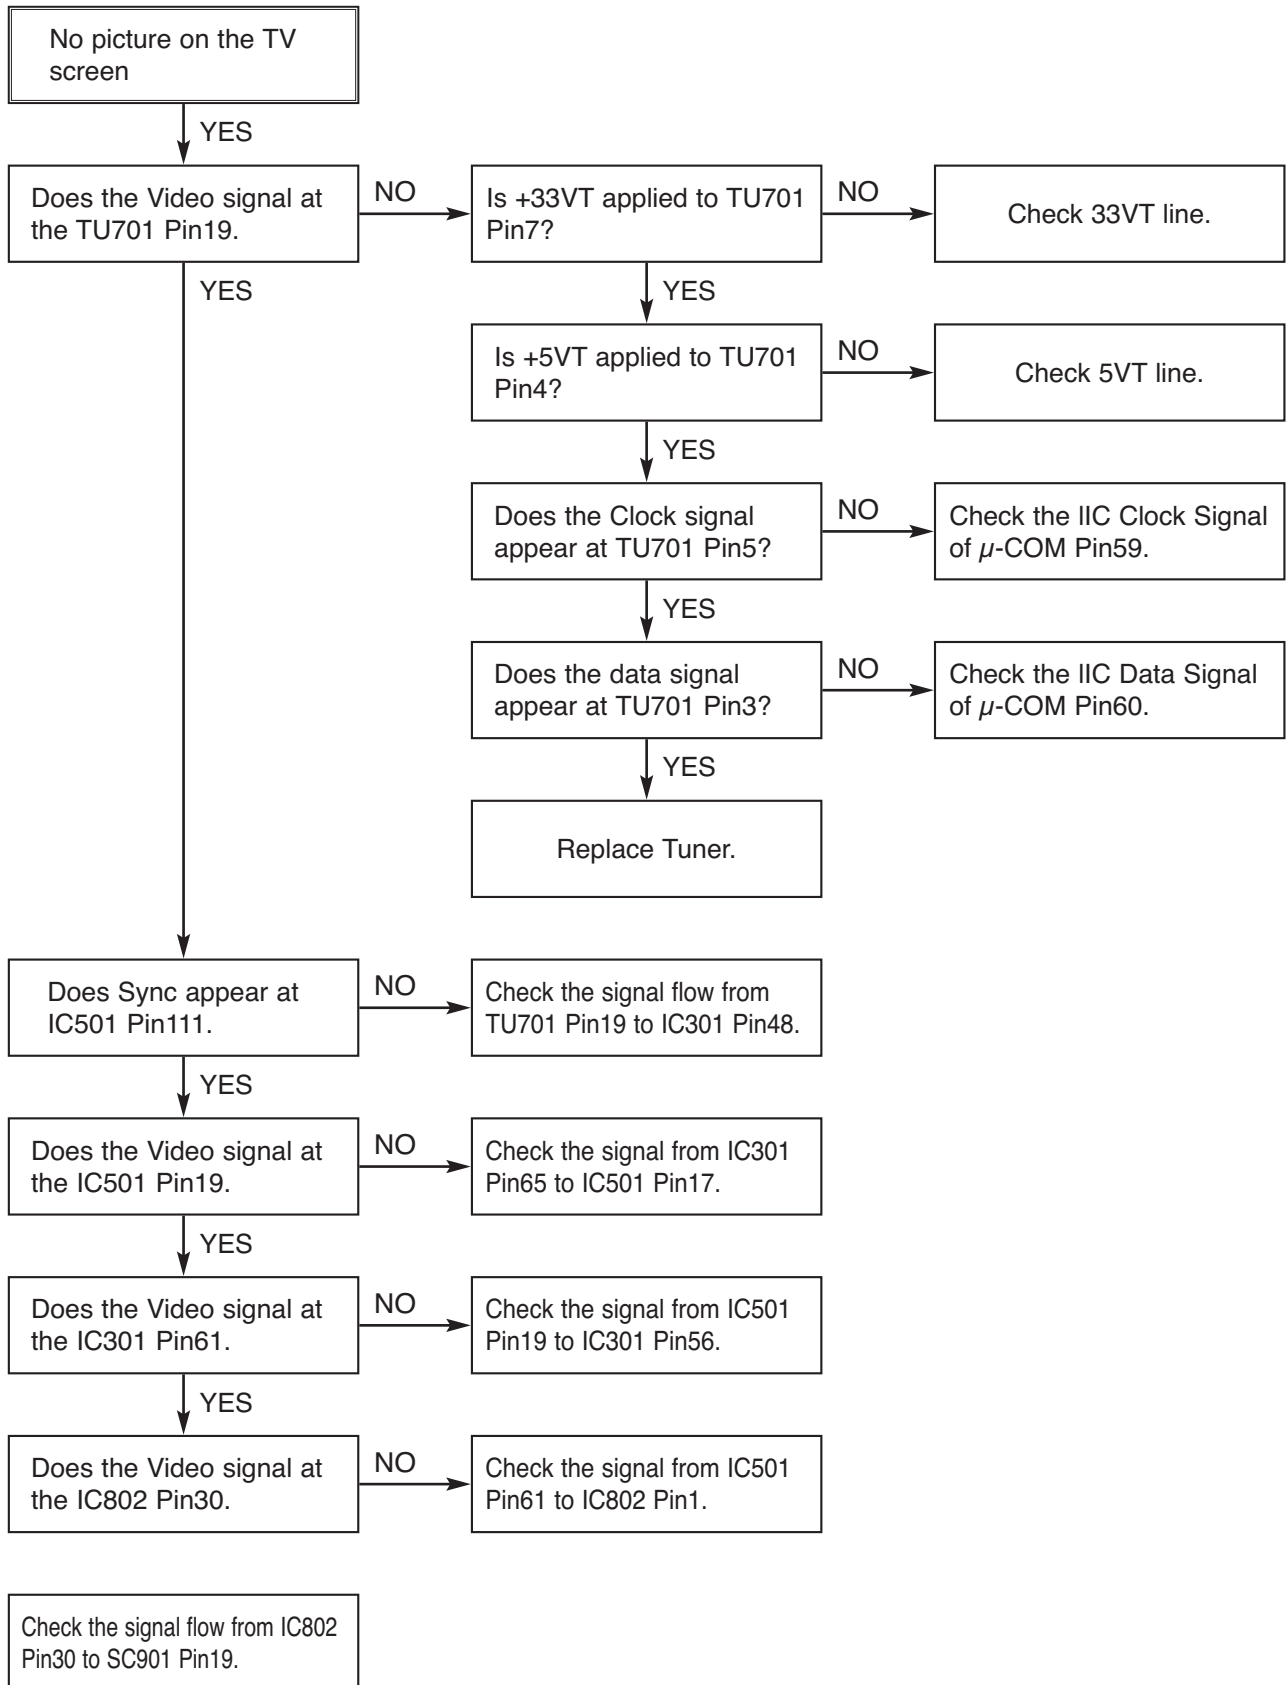 No picture on the TV
screen
YES
Does the Video signal at
the TU701 Pin19.
NO
Is +33VT applied to TU701
Pin7?
NO
Check 33VT line.
YES
YES
Is +5VT applied to TU701
Pin4?
NO
Check 5VT line.
YES
Does the Clock signal
appear at TU701 Pin5?
NO
Check the IIC Clock Signal
of μ-COM Pin59.
YES
Does the data signal
appear at TU701 Pin3?
NO
Check the IIC Data Signal
of μ-COM Pin60.
YES
Replace Tuner.
Does Sync appear at
IC501 Pin111.
NO
Check the signal flow from
TU701 Pin19 to IC301 Pin48.
YES
Does the Video signal at
the IC501 Pin19.
NO
Check the signal from IC301
Pin65 to IC501 Pin17.
YES
Does the Video signal at
the IC301 Pin61.
NO
Check the signal from IC501
Pin19 to IC301 Pin56.
YES
Does the Video signal at
the IC802 Pin30.
NO
Check the signal from IC501
Pin61 to IC802 Pin1.
Check the signal flow from IC802
Pin30 to SC901 Pin19.